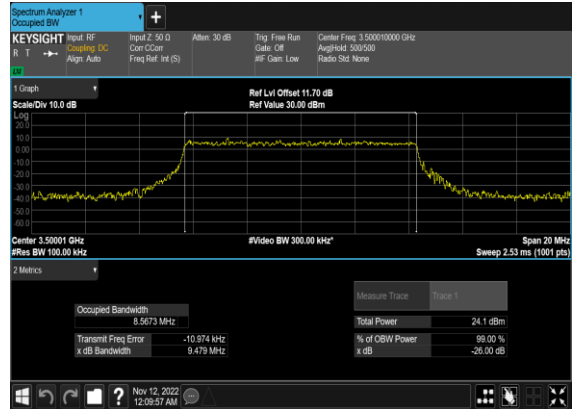 Spectrum Analyzer 1
Occupied BW
+
KEYSIGHT Input: RF Input Z: 50 Ω Atten: 30 dB Trig: Free Run Center Freq: 3.500010000 GHz
R T Coupling: DC Corr CCorr Gate: Off Avg|Hold: 500/500
Align: Auto Freq Ref: Int (S) #IF Gain: Low Radio Std: None
1 Graph
Ref Lvl Offset 11.70 dB
Scale/Div 10.0 dB Ref Value 30.00 dBm
Log
20.0
10.0
0.00
-10.0
-20.0
-30.0
-40.0
-50.0
-60.0
Center 3.50001 GHz #Video BW 300.00 kHz* Span 20 MHz
#Res BW 100.00 kHz Sweep 2.53 ms (1001 pts)
2 Metrics
Measure Trace Trace 1
Occupied Bandwidth
8.5673 MHz Total Power 24.1 dBm
Transmit Freq Error -10.974 kHz % of OBW Power 99.00 %
x dB Bandwidth 9.479 MHz x dB -26.00 dB
? Nov 12, 2022
12:09:57 AM